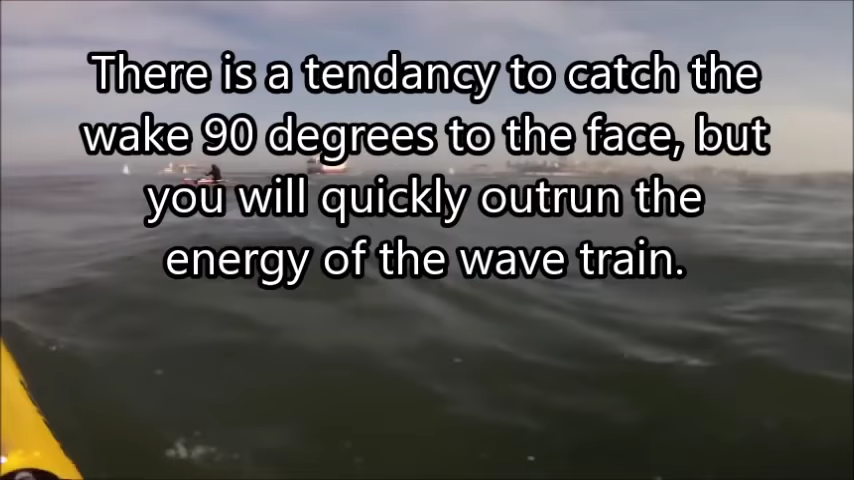 There is a tendancy to catch the
wake 90 degrees to the face, but
you will quickly outrun the
energy of the wave train.